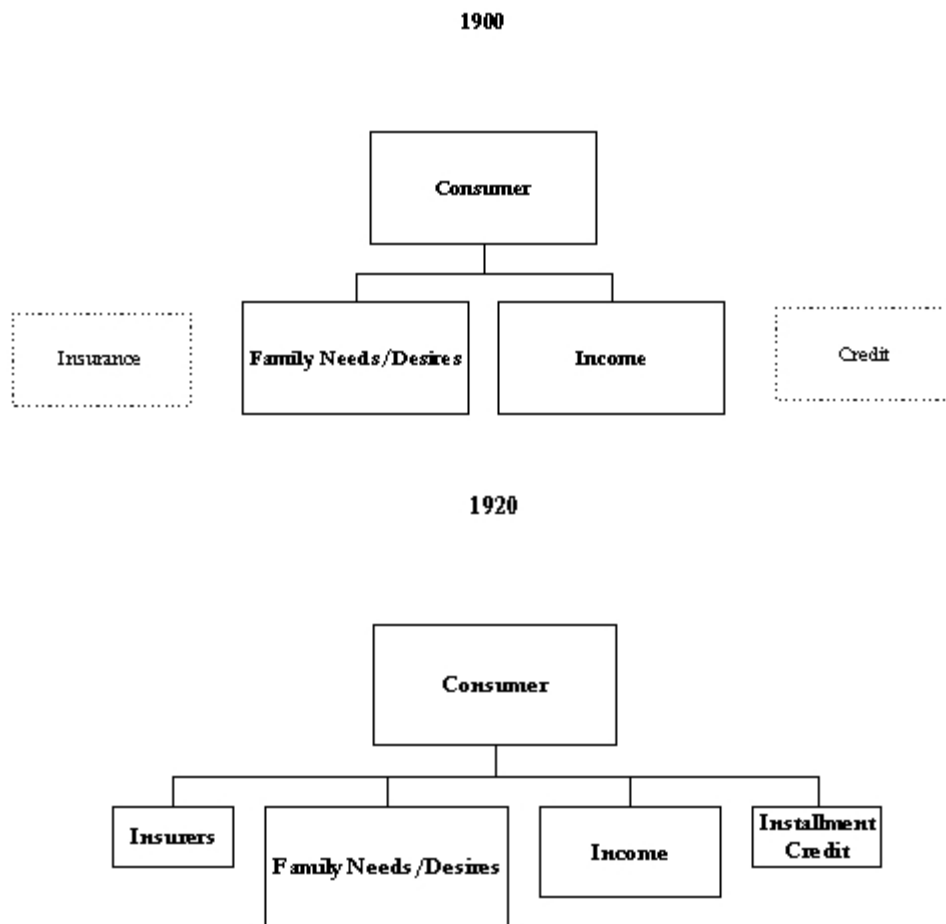 1900
Consumer
Insurance
Family Needs/Desires
Income
Credit
1920
Consumer
Insurers
Family Needs/Desires
Income
Installment
Credit